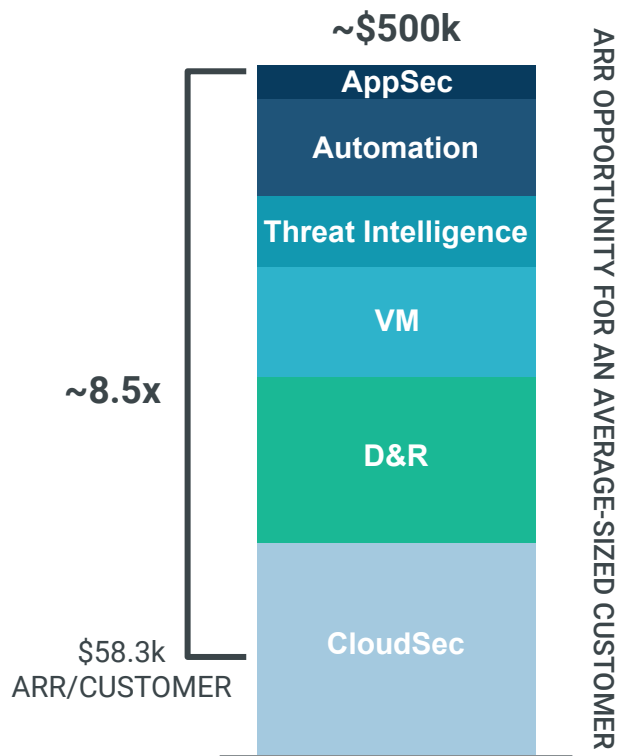 ~$500k
AppSec
Automation
Threat Intelligence
VM
~8.5x
D&R
CloudSec
$58.3k
ARR/CUSTOMER
ARR OPPORTUNITY FOR AN AVERAGE-SIZED CUSTOMER